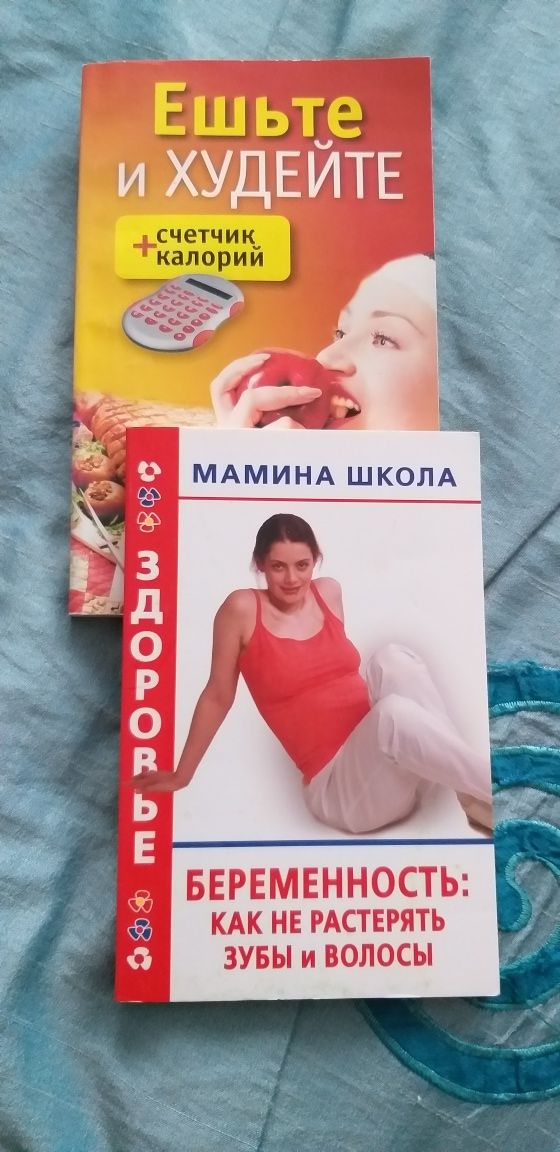 Ешьте
и ХУДЕЙТЕ
+счетчик
калорий
МАМИНА ШКОЛА
ЗДОРОВЬЕ
БЕРЕМЕННОСТЬ:
КАК НЕ РАСТЕРЯТЬ
ЗУБЫ и ВОЛОСЫ